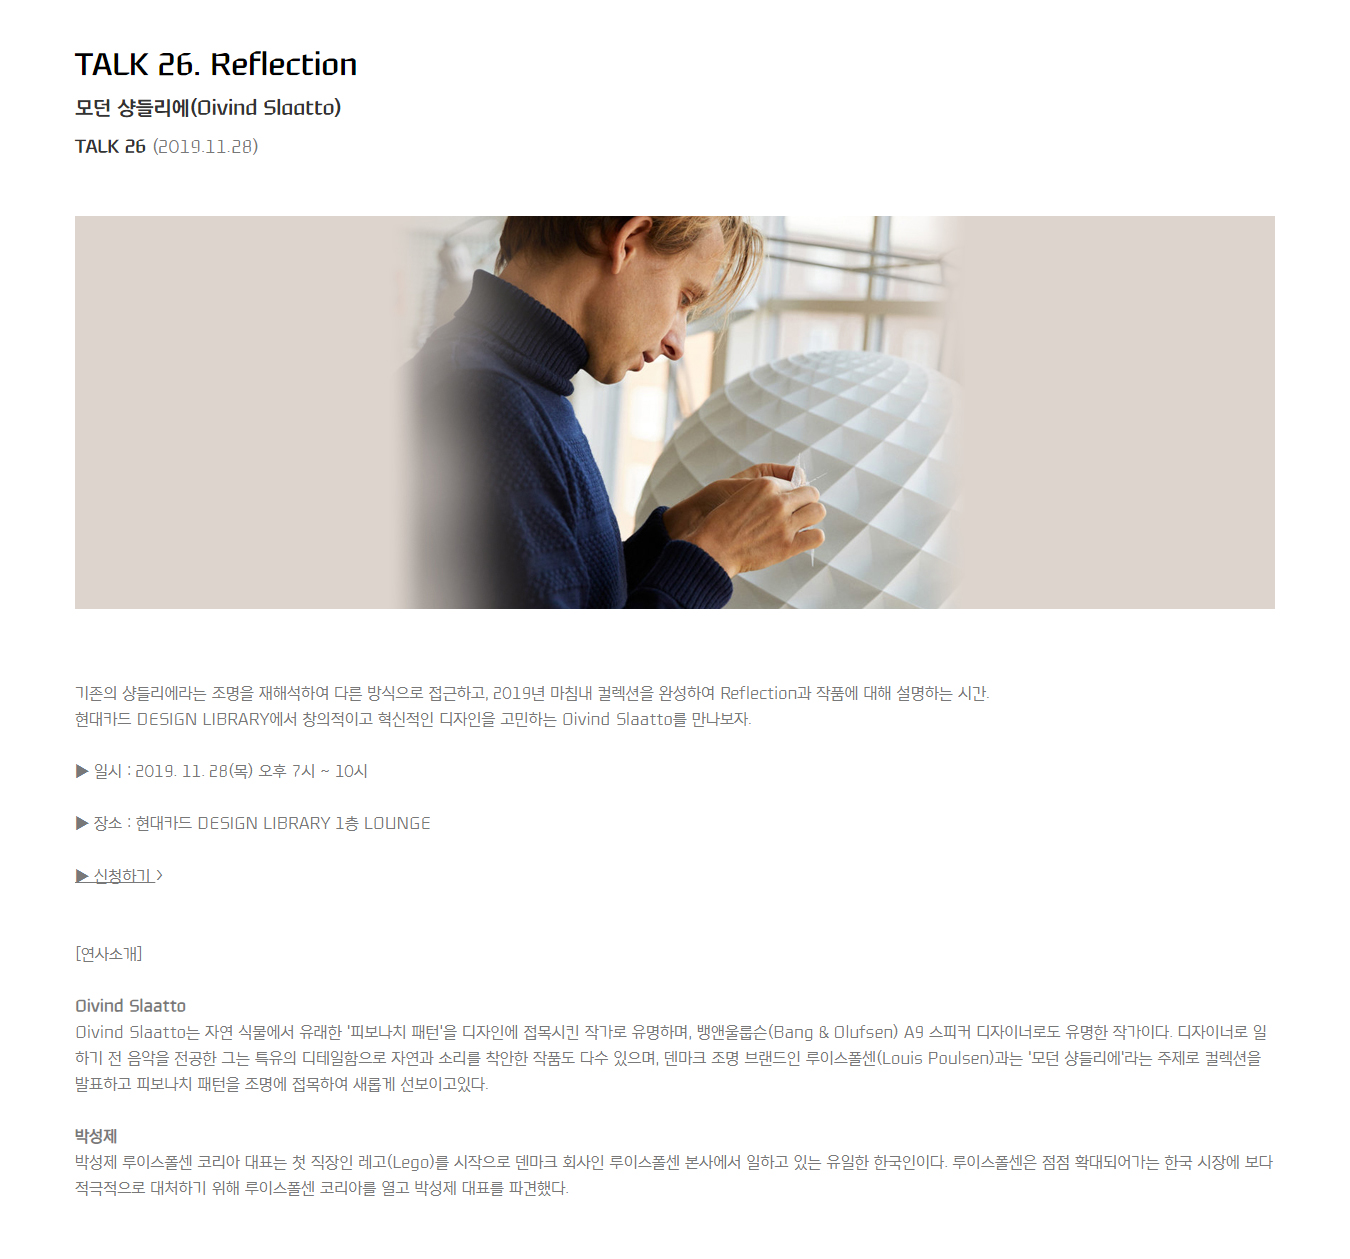 TALK 26. Reflection
모던 샹들리에(Oivind Slaatto)
TALK 26 (2019.11.28)
기존의 샹들리에라는 조명을 재해석하여 다른 방식으로 접근하고, 2019년 마침내 컬렉션을 완성하여 Reflection과 작품에 대해 설명하는 시간.
현대카드 DESIGN LIBRARY에서 창의적이고 혁신적인 디자인을 고민하는 Oivind Slaatto를 만나보자.
▶ 일시 : 2019. 11. 28(목) 오후 7시 ~ 10시
▶ 장소 : 현대카드 DESIGN LIBRARY 1층 LOUNGE
▶ 신청하기 >
[연사소개]
Oivind Slaatto
Oivind Slaatto는 자연 식물에서 유래한 '피보나치 패턴'을 디자인에 접목시킨 작가로 유명하며, 뱅앤울룹슨(Bang & Olufsen) A9 스피커 디자이너로도 유명한 작가이다. 디자이너로 일
하기 전 음악을 전공한 그는 특유의 디테일함으로 자연과 소리를 착안한 작품도 다수 있으며, 덴마크 조명 브랜드인 루이스폴센(Louis Poulsen)과는 '모던 샹들리에'라는 주제로 컬렉션을
발표하고 피보나치 패턴을 조명에 접목하여 새롭게 선보이고있다.
박성제
박성제 루이스폴센 코리아 대표는 첫 직장인 레고(Lego)를 시작으로 덴마크 회사인 루이스폴센 본사에서 일하고 있는 유일한 한국인이다. 루이스폴센은 점점 확대되어가는 한국 시장에 보다
적극적으로 대처하기 위해 루이스폴센 코리아를 열고 박성제 대표를 파견했다.